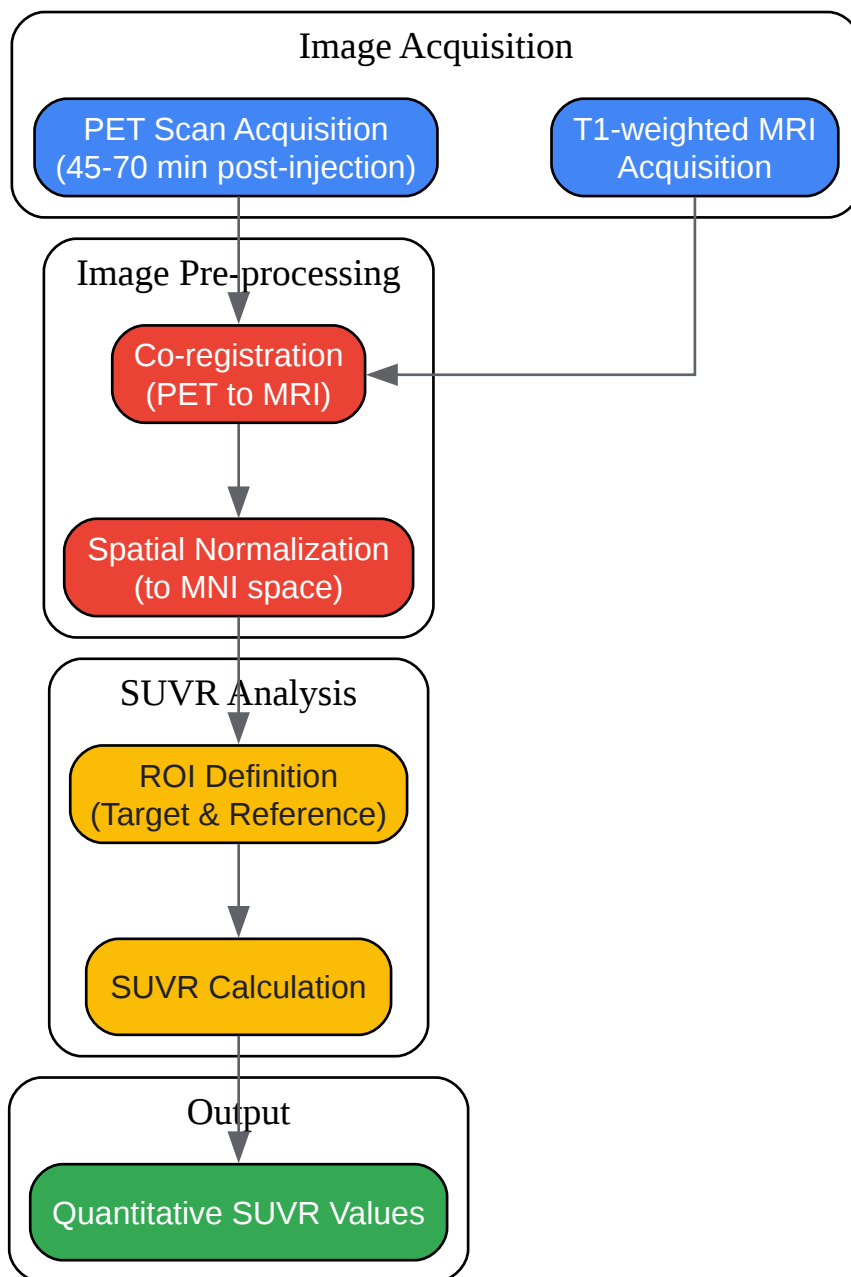 Image Acquisition
PET Scan Acquisition
(45-70 min post-injection)
T1-weighted MRI
Acquisition
Image Pre-processing
Co-registration
(PET to MRI)
Spatial Normalization
(to MNI space)
SUVR Analysis
ROI Definition
(Target & Reference)
SUVR Calculation
Output
Quantitative SUVR Values